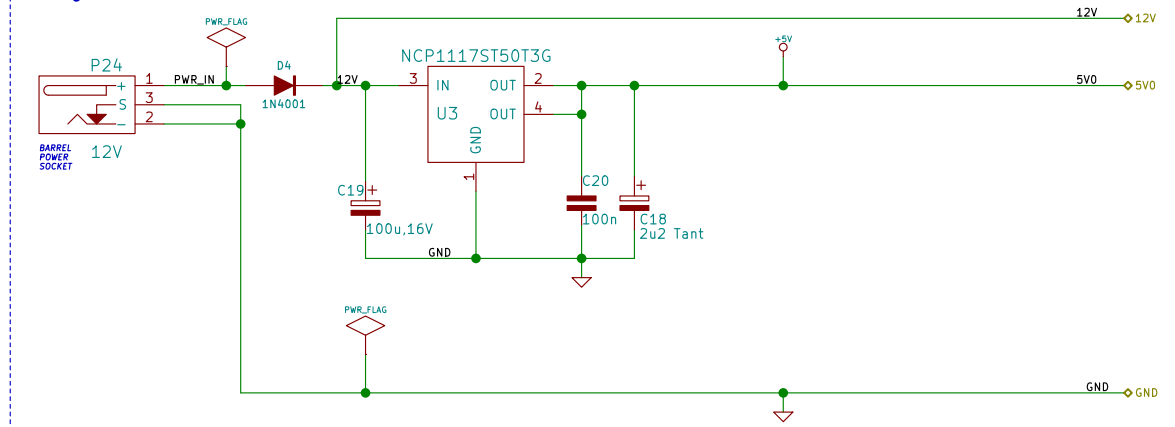 12V
12V
PWR_FLAG
+5V
NCP1117ST50T3G
P24
D4
1
PWR_IN
12V
3
IN
OUT
2
5V0
5V0
+
1N4001
S
3
U3
OUT
4
-
2
GND
BARREL
POWER
SOCKET
12V
1
C19
+
C20
+
100u,16V
100n
C18
2u2 Tant
GND
PWR_FLAG
GND
GND